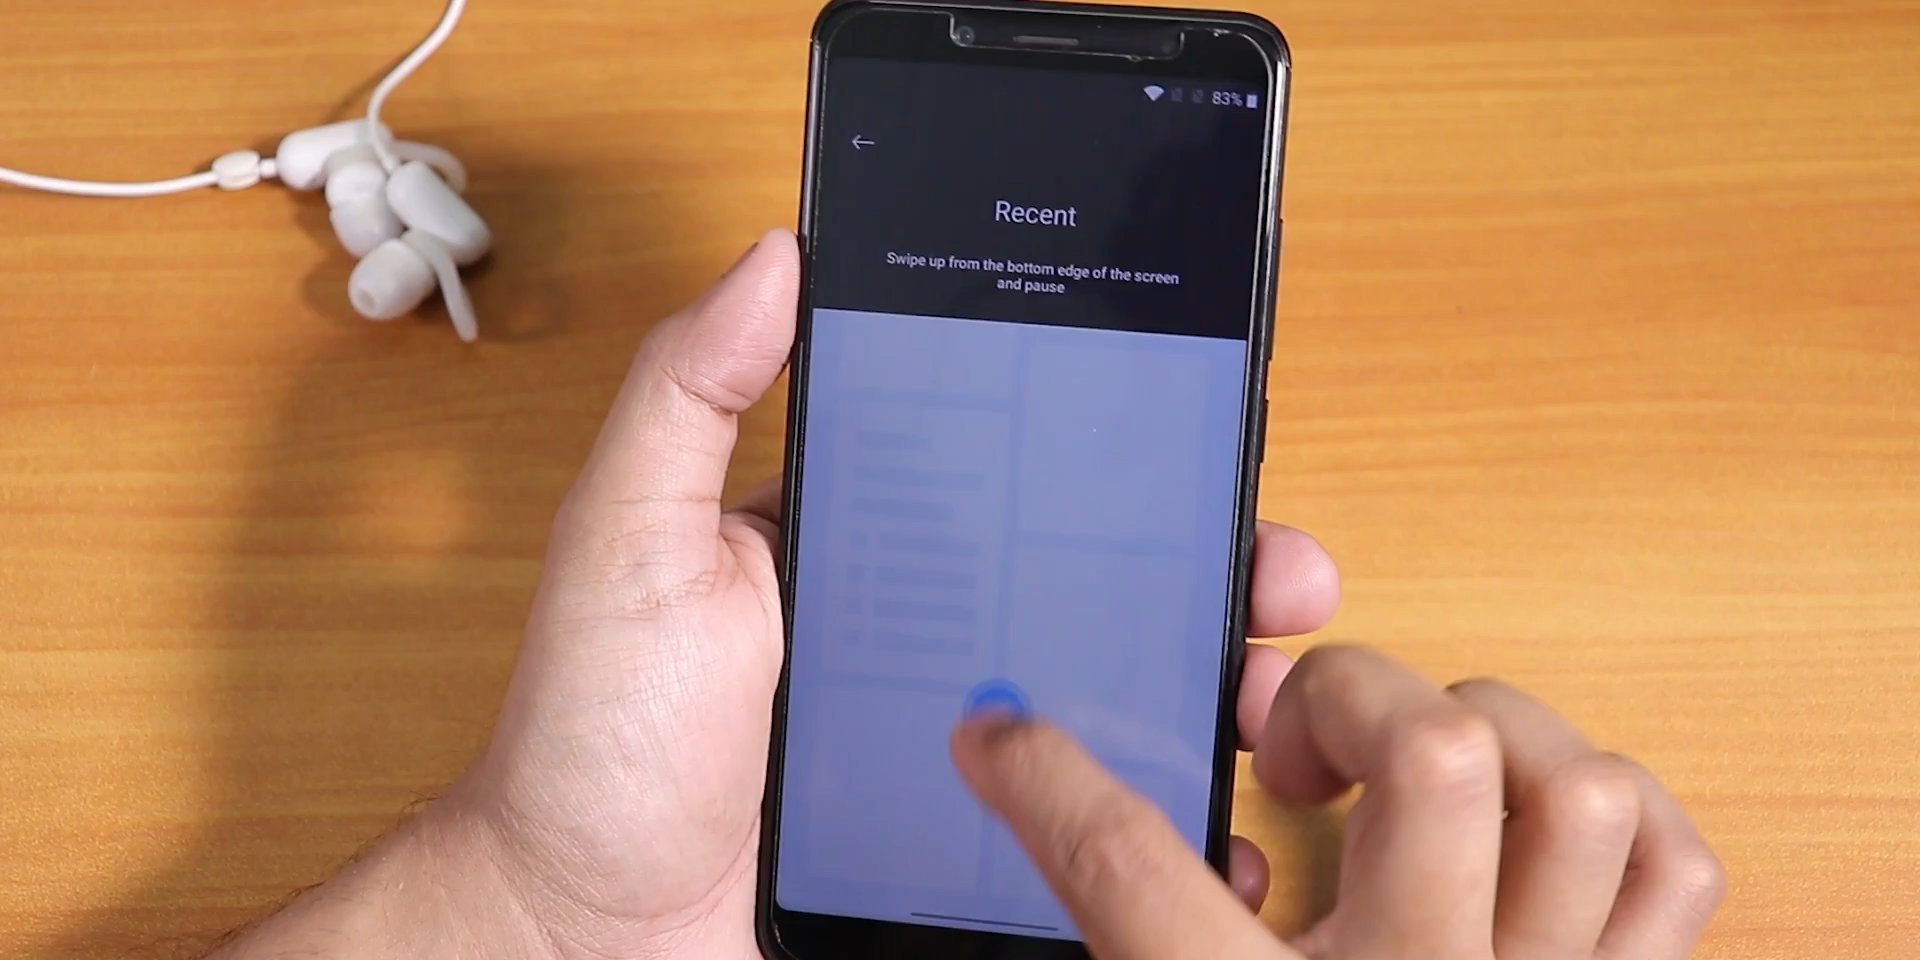 83%
Recent
Swipe up from the bottom edge of the screen
and pause